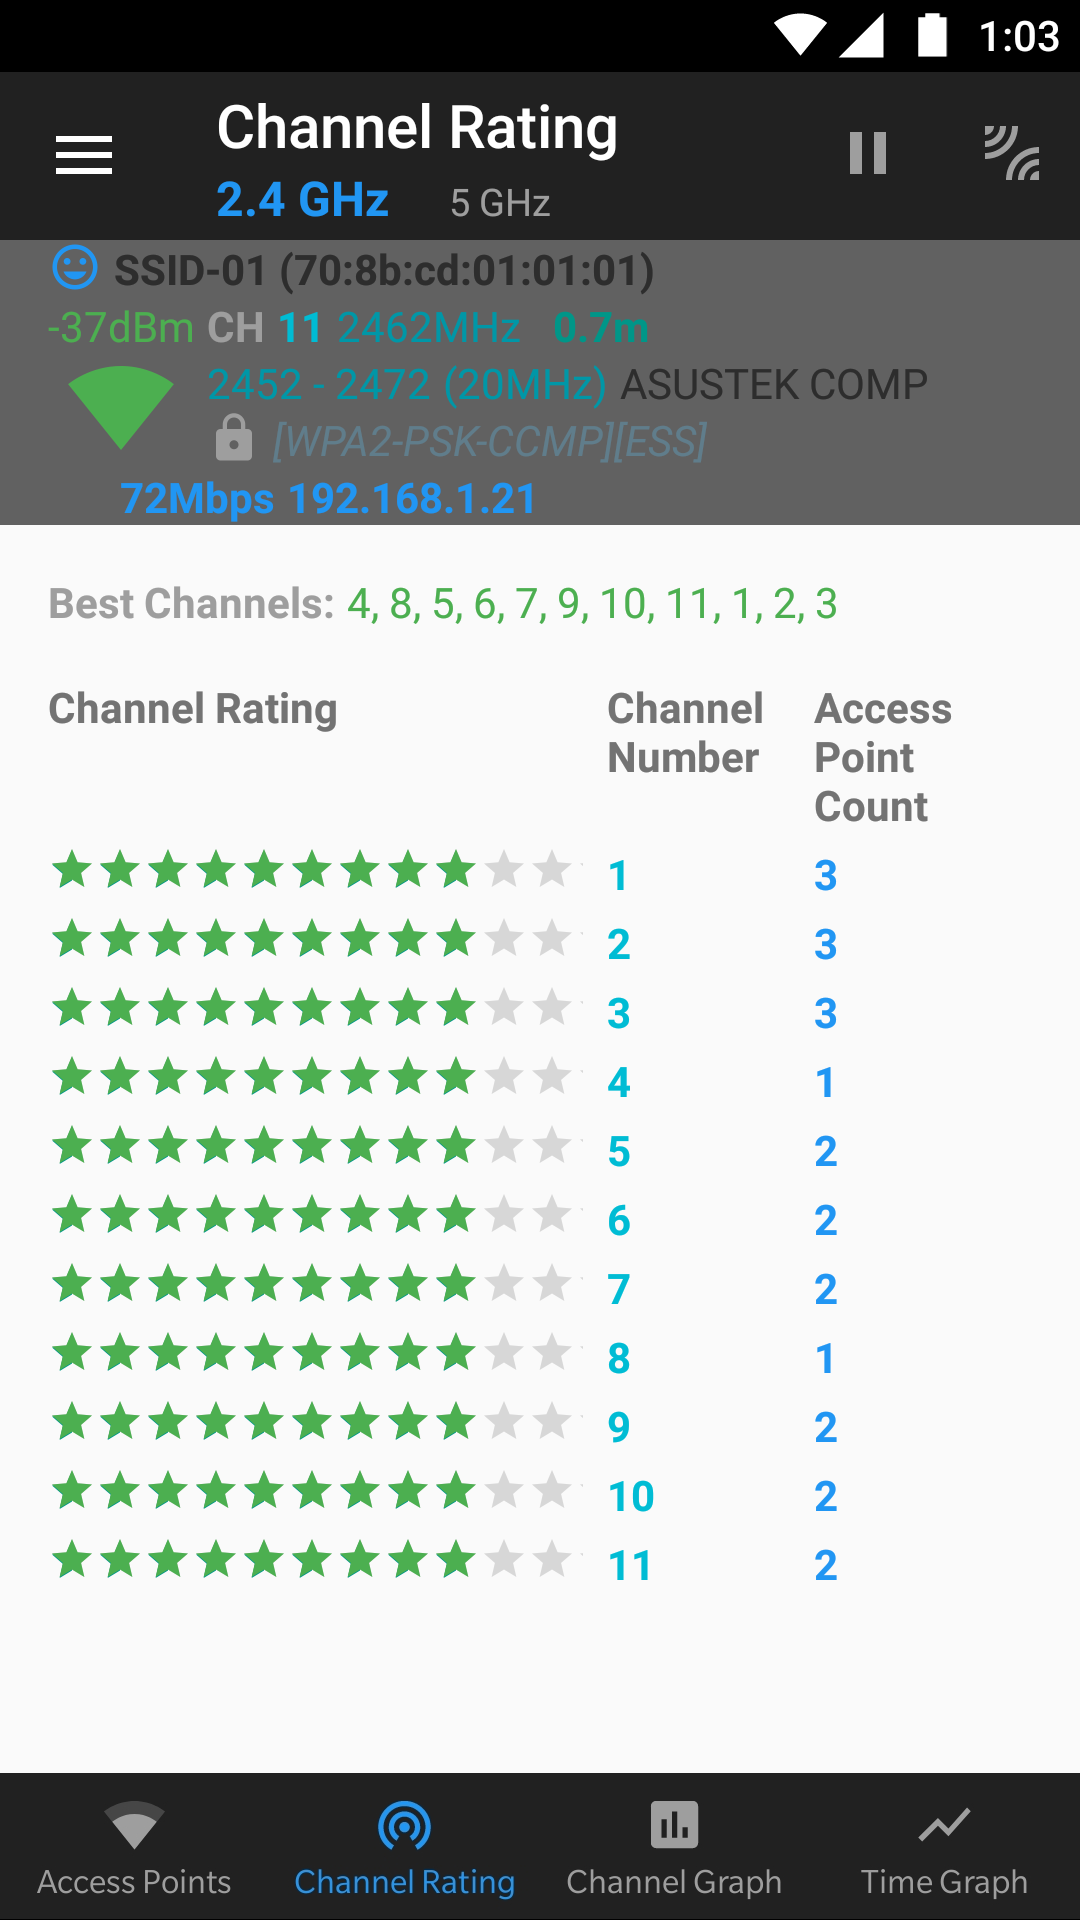 1:03
Channel Rating
2.4 GHz 5 GHz
SSID-01 (70:8b:cd:01:01:01)
-37dBm CH 11 2462MHz 0.7m
2452 - 2472 (20MHz) ASUSTEK COMP
[WPA2-PSK-CCMP][ESS]
72Mbps 192.168.1.21
Best Channels: 4, 8, 5, 6, 7, 9, 10, 11, 1, 2, 3
Channel Rating Channel Number Access Point Count
1 3
2 3
3 3
4 1
5 2
6 2
7 2
8 1
9 2
10 2
11 2
Access Points Channel Rating Channel Graph Time Graph